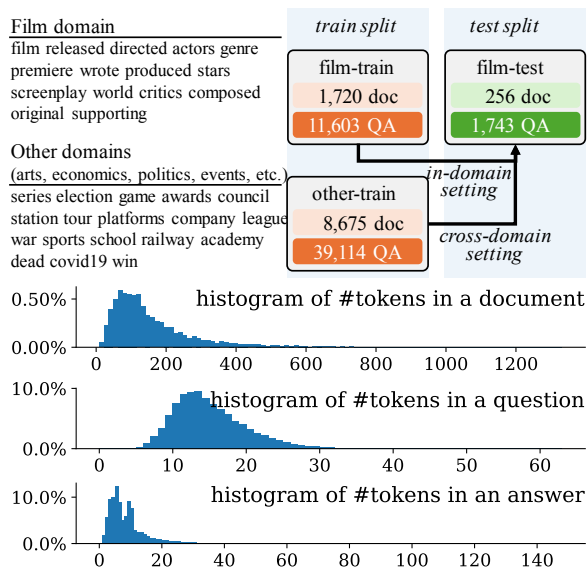 Film domain
film released directed actors genre
premiere wrote produced stars
screenplay world critics composed
original supporting
Other domains
(arts, economics, politics, events, etc.)
series election game awards council
station tour platforms company league
war sports school railway academy
dead covid19 win
train split
test split
film-train
1,720 doc
11,603 QA
film-test
256 doc
1,743 QA
in-domain
setting
other-train
8,675 doc
39,114 QA
cross-domain
setting
histogram of #tokens in a document
0.50%
0.00%
0 200 400 600 800 1000 1200
histogram of #tokens in a question
10.0%
0.0%
0 10 20 30 40 50 60
histogram of #tokens in an answer
10.0%
0.0%
0 20 40 60 80 100 120 140